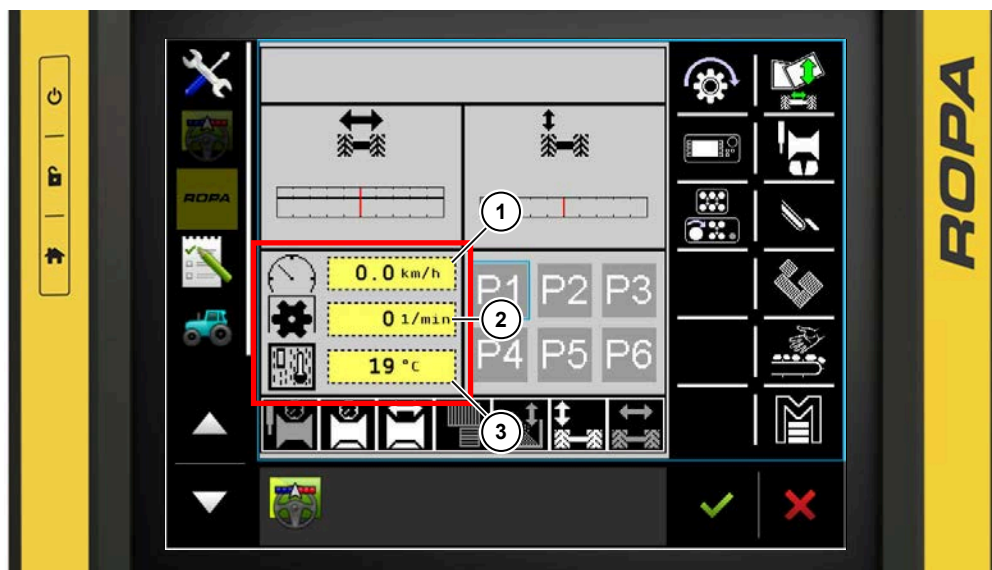 ROPA
ROPA
1
0.0 km/h
P1 P2 P3
0 1/min
2
P4 P5 P6
19 °C
3